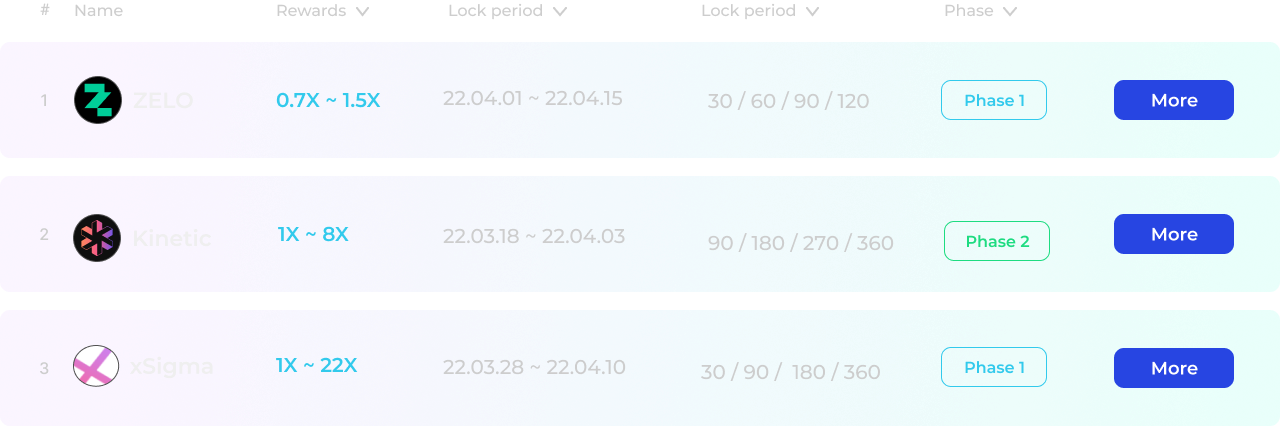 # Name Rewards Lock period Lock period Phase
1 ZELO 0.7X ~ 1.5X 22.04.01 ~ 22.04.15 30 / 60 / 90 / 120 Phase 1 More
2 Kinetic 1X ~ 8X 22.03.18 ~ 22.04.03 90 / 180 / 270 / 360 Phase 2 More
3 xSigma 1X ~ 22X 22.03.28 ~ 22.04.10 30 / 90 / 180 / 360 Phase 1 More